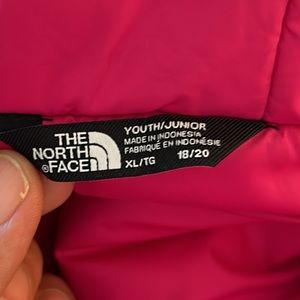 THE
NORTH
®FACE
YOUTH/JUNIOR
MADE IN INDONESIA
FABRIQUÉ EN INDONÉSIE
XL/TG 18/20